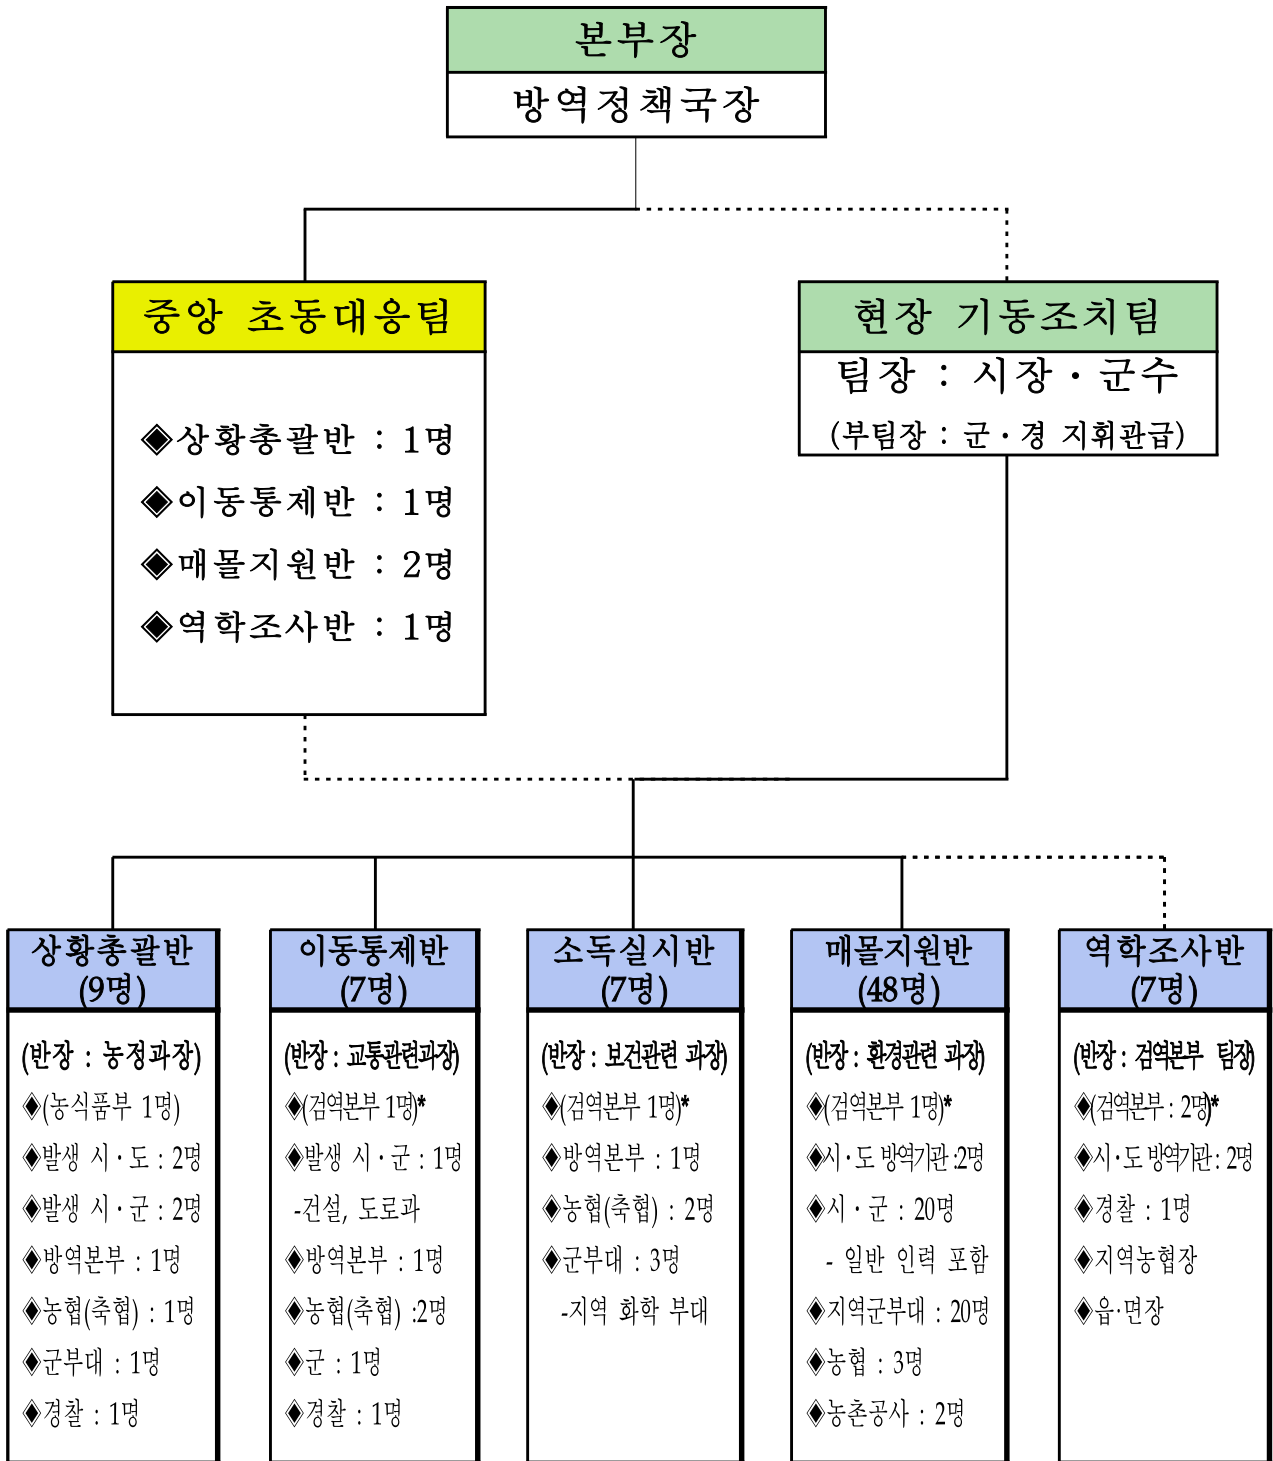 본부장
방역정책국장
중앙 초동대응팀
◈상황총괄반 : 1명
◈이동통제반 : 1명
◈매몰지원반 : 2명
◈역학조사반 : 1명
현장 기동조치팀
팀장 : 시장·군수
(부팀장 : 군·경 지휘관급)
상황총괄반
(9명)
(반장 : 농정과장)
◈(농식품부 1명)
◈발생 시·도 : 2명
◈발생 시·군 : 2명
◈방역본부 : 1명
◈농협(축협) : 1명
◈군부대 : 1명
◈경찰 : 1명
이동통제반
(7명)
(반장 : 교통관련과장)
◈(검역본부 1명)*
◈발생 시·군 : 1명
-건설, 도로과
◈방역본부 : 1명
◈농협(축협) :2명
◈군 : 1명
◈경찰 : 1명
소독실시반
(7명)
(반장 : 보건관련 과장)
◈(검역본부 1명)*
◈방역본부 : 1명
◈농협(축협) : 2명
◈군부대 : 3명
-지역 화학 부대
매몰지원반
(48명)
(반장 : 환경관련 과장)
◈(검역본부 1명)*
◈시·도 방역기관 :2명
◈시·군 : 20명
- 일반 인력 포함
◈지역군부대 : 20명
◈농협 : 3명
◈농촌공사 : 2명
역학조사반
(7명)
(반장 : 검역본부 팀장)
◈(검역본부 : 2명)*
◈시·도 방역기관 : 2명
◈경찰 : 1명
◈지역농협장
◈읍·면장